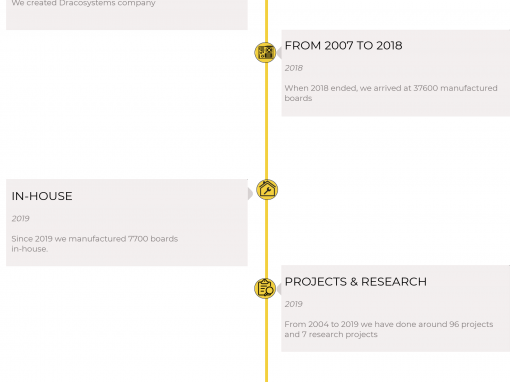 We created Dracosystems company
FROM 2007 TO 2018
2018
When 2018 ended, we arrived at 37600 manufactured
boards
IN-HOUSE
2019
Since 2019 we manufactured 7700 boards
in-house.
PROJECTS & RESEARCH
2019
From 2004 to 2019 we have done around 96 projects
and 7 research projects